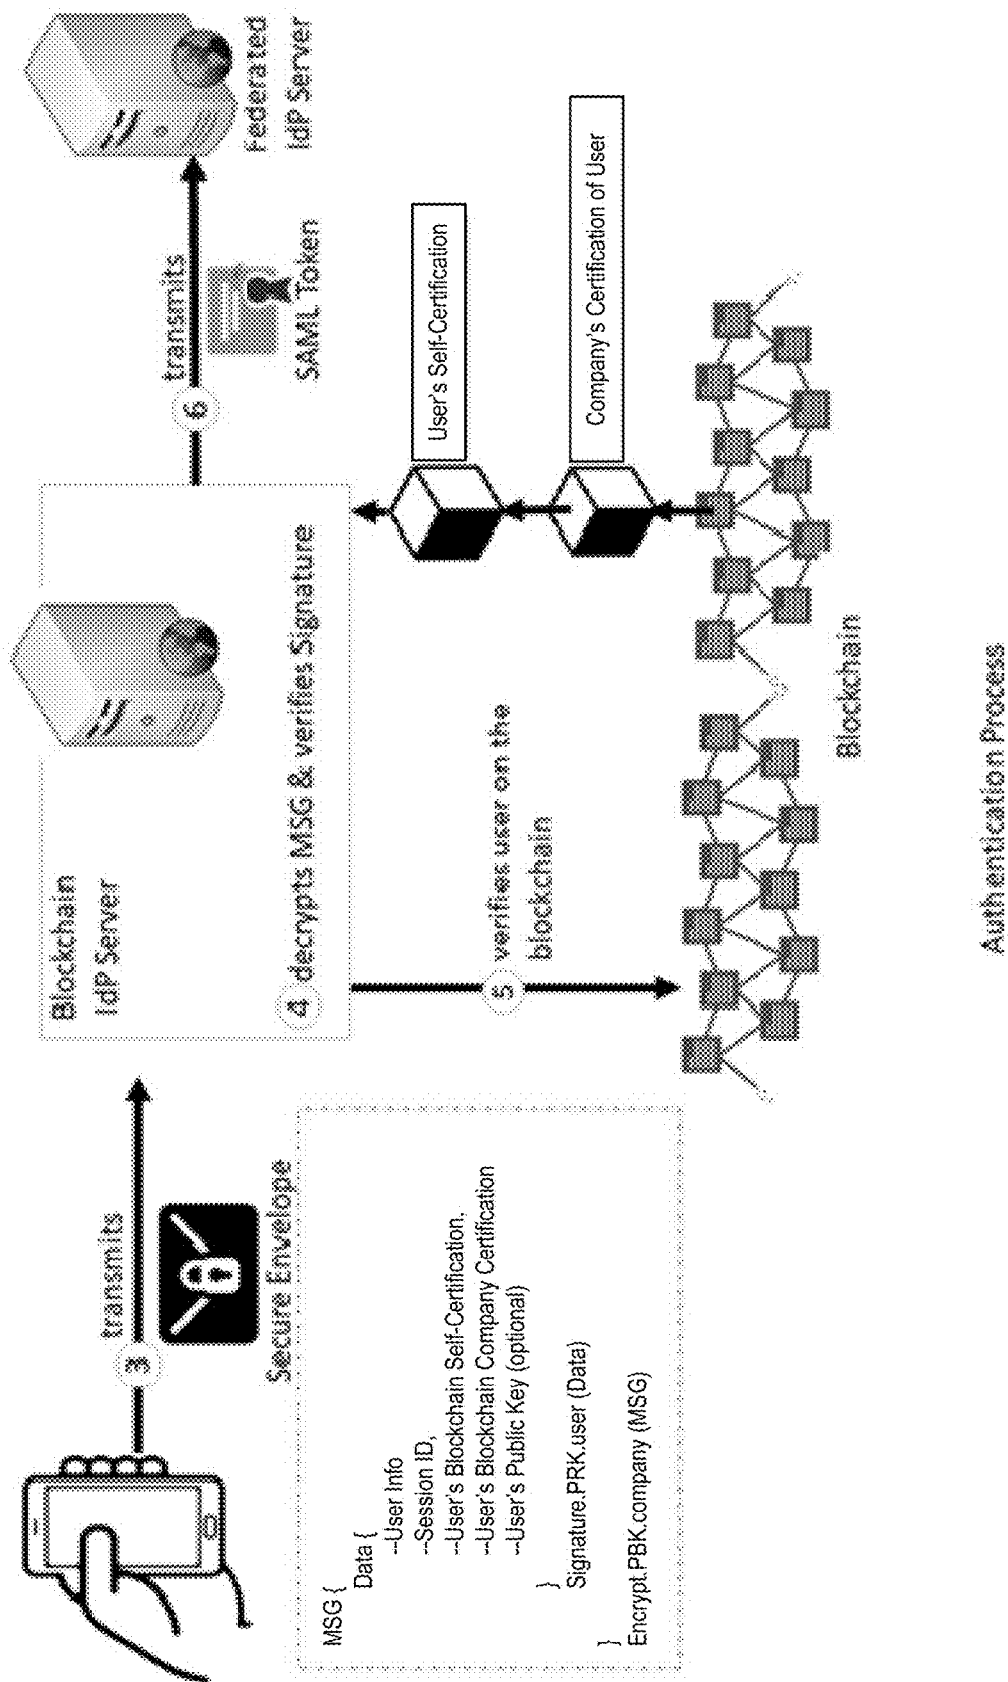 3
transmits
Secure Envelope
MSG {
Data {
--User Info
--Session ID,
--User's Blockchain Self-Certification,
--User's Blockchain Company Certification
--User's Public Key (optional)
}
Signature.PRK.user (Data)
}
Encrypt.PBK.company (MSG)
Blockchain
IdP Server
4 decrypts MSG & verifies Signature
5 verifies user on the
blockchain
6
transmits
SAML Token
Federated
IdP Server
User's Self-Certification
Company's Certification of User
Blockchain
Authentication Process